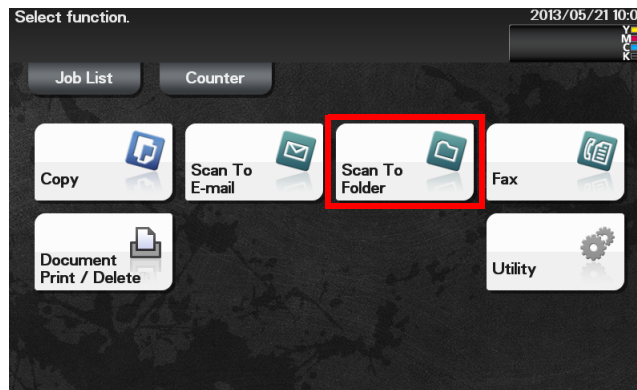 Select function.
2013/05/21 10:0
Y
M
C
K
Job List
Counter
Copy
Scan To
E-mail
Scan To
Folder
Fax
Document
Print / Delete
Utility